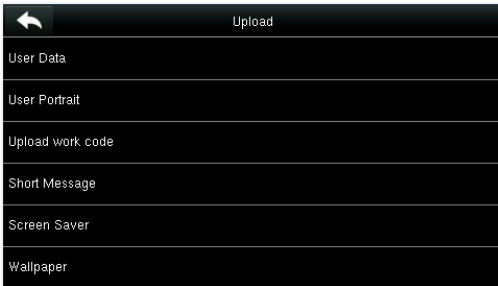 Upload
User Data
User Portrait
Upload work code
Short Message
Screen Saver
Wallpaper